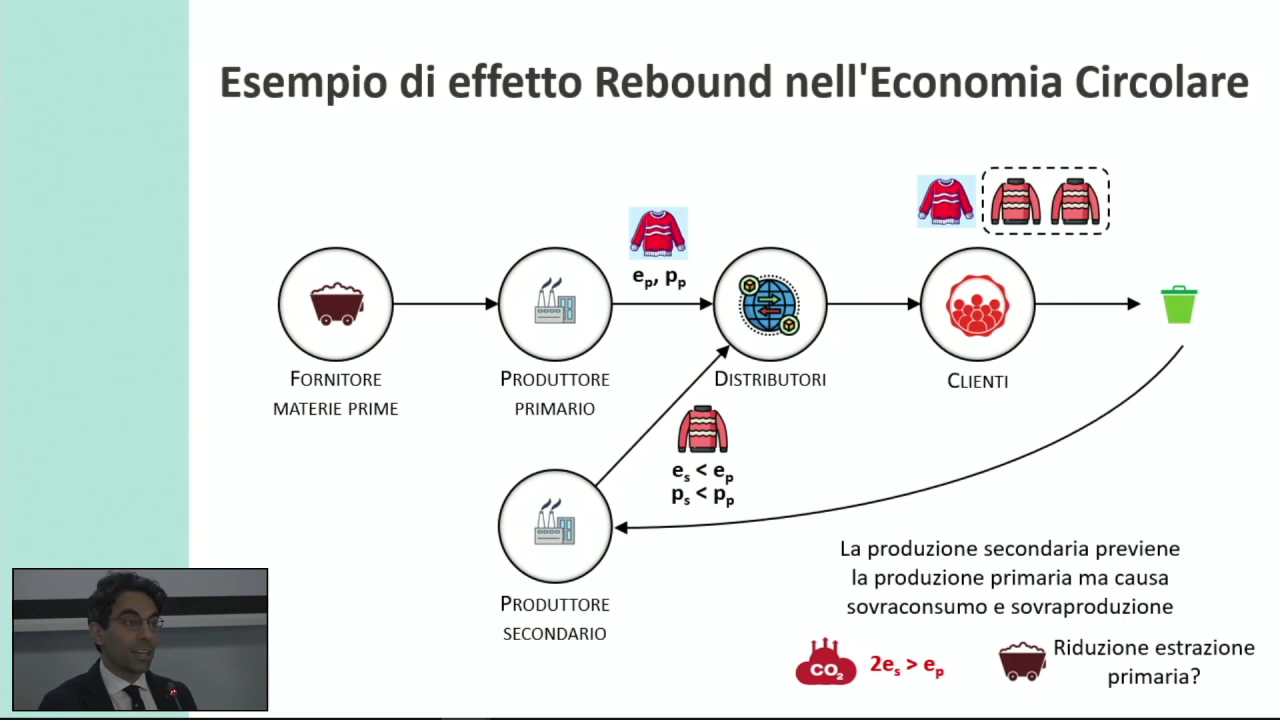 Esempio di effetto Rebound nell'Economia Circolare
eₚ, pₚ
FORNITORE
MATERIE PRIME
PRODUTTORE
PRIMARIO
DISTRIBUTORI
CLIENTI
eₛ < eₚ
pₛ < pₚ
PRODUTTORE
SECONDARIO
La produzione secondaria previene
la produzione primaria ma causa
sovraconsumo e sovraproduzione
CO₂
2eₛ > eₚ
Riduzione estrazione
primaria?